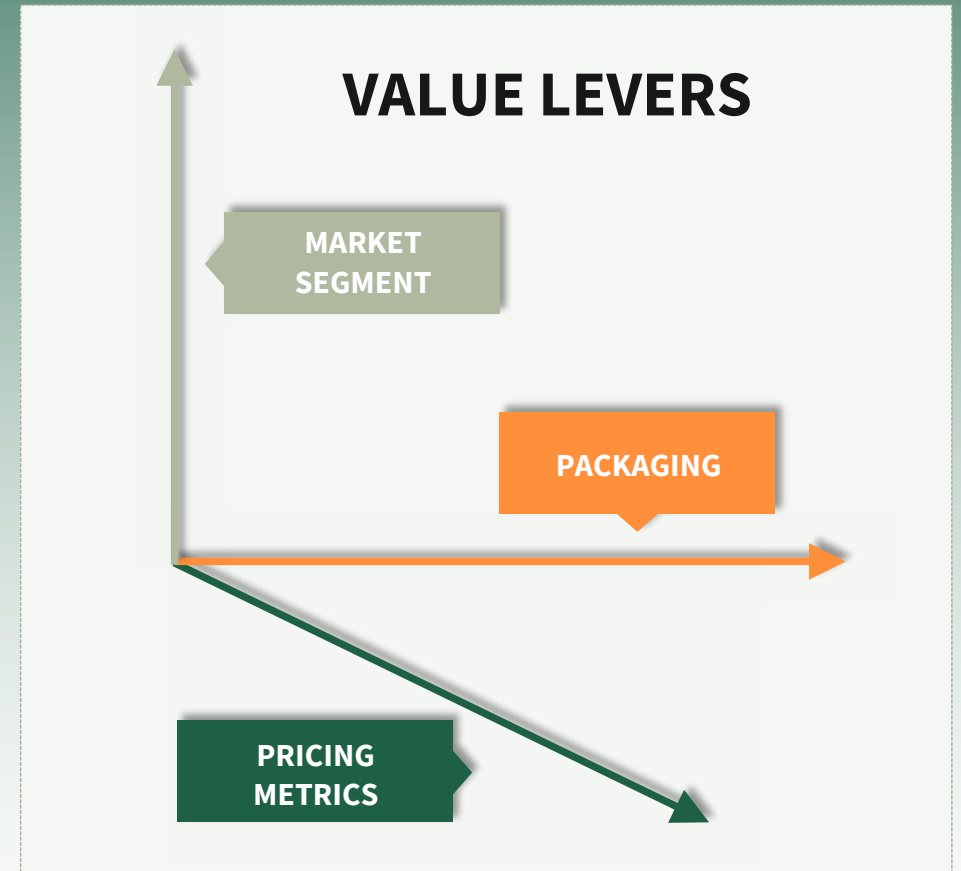 VALUE LEVERS
MARKET
SEGMENT
PACKAGING
PRICING
METRICS